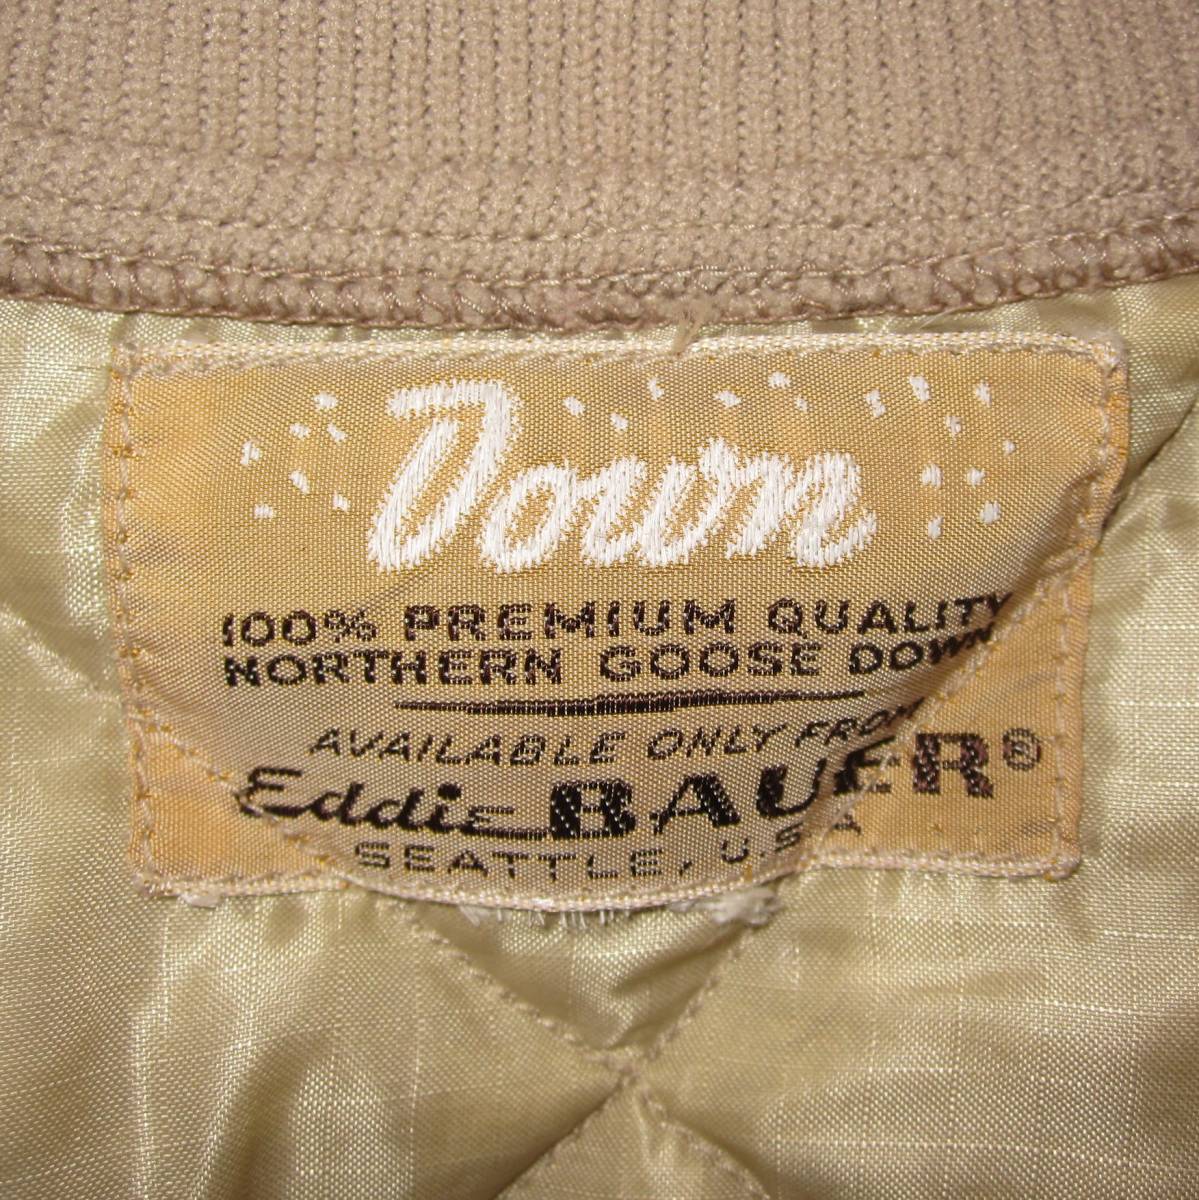 Down
100% PREMIUM QUALITY
NORTHERN GOOSE DOWN
AVAILABLE ONLY FROM
Eddie BAUER®
SEATTLE, U.S.A